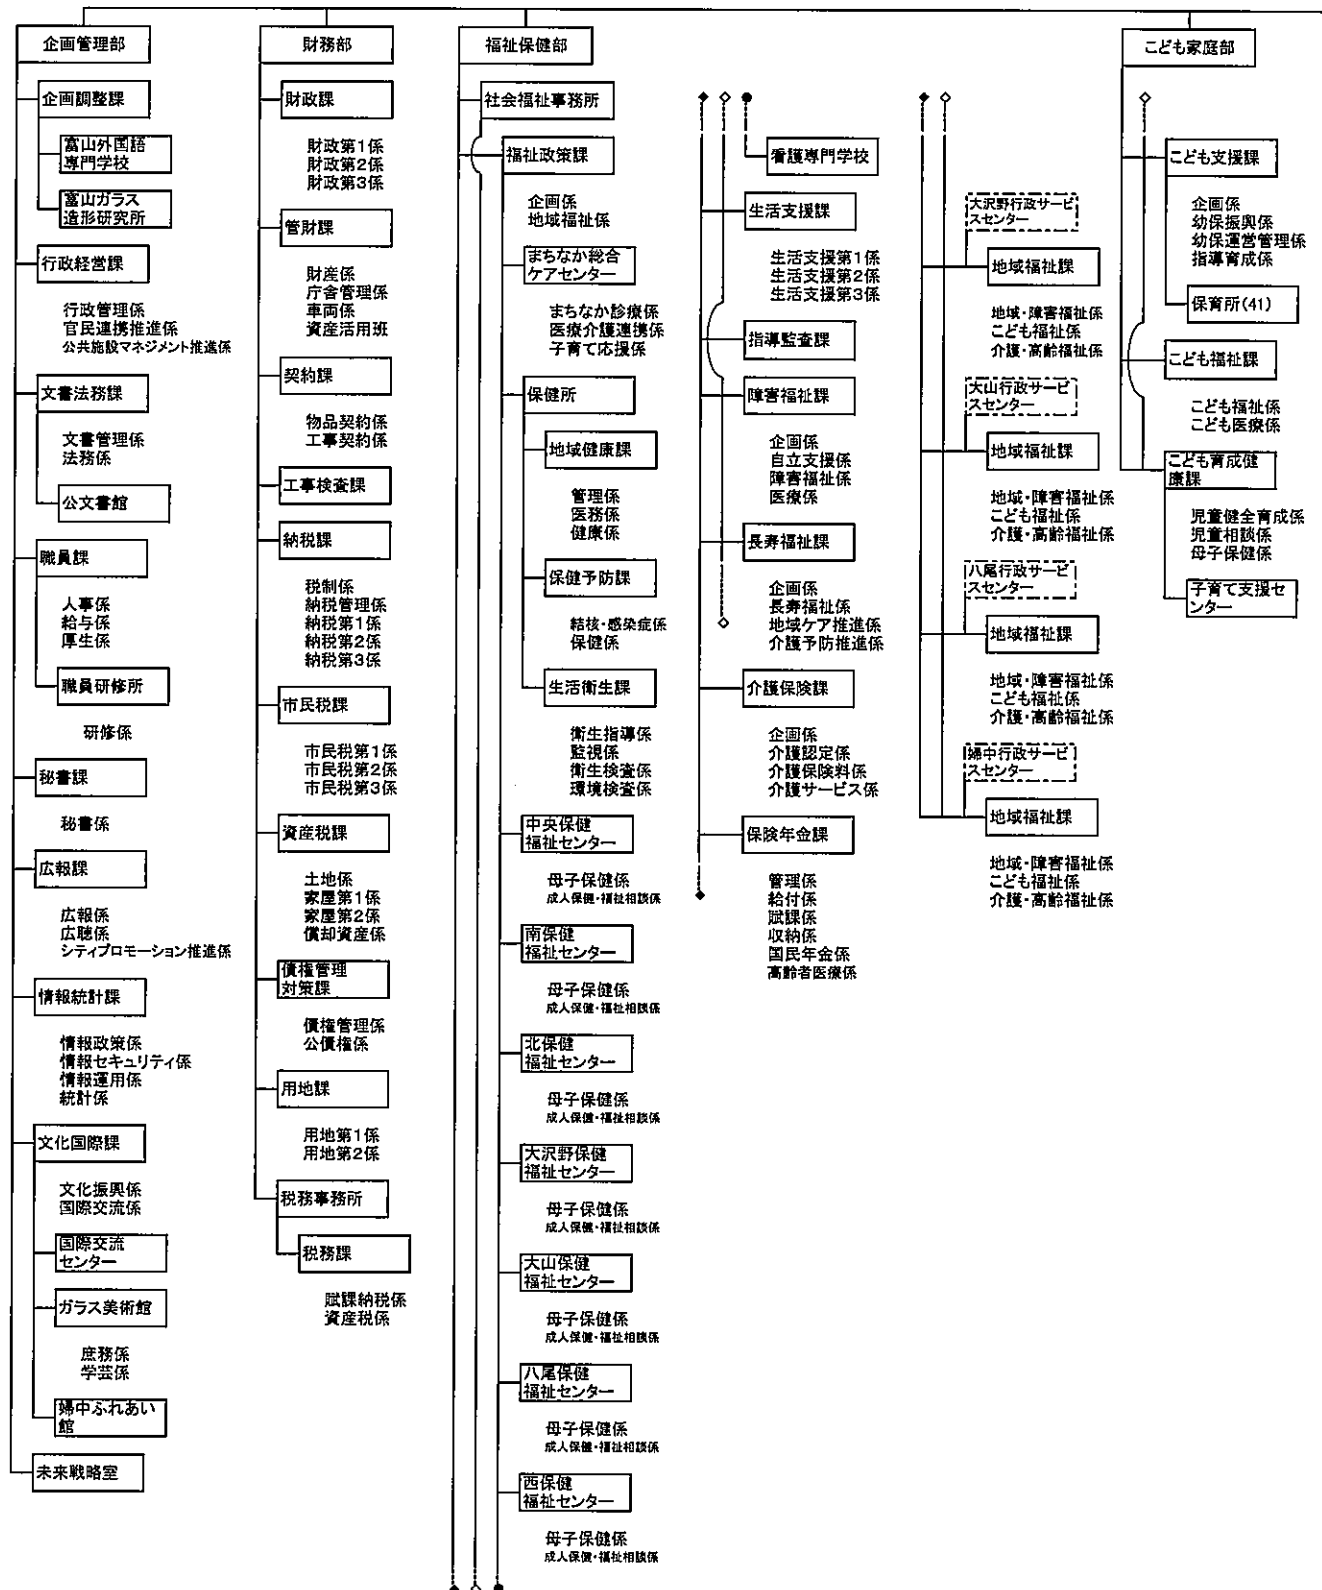 企画管理部
企画調整課
富山外国語
専門学校
富山ガラス
造形研究所
行政経営課
行政管理係
官民連携推進係
公共施設マネジメント推進係
文書法務課
文書管理係
法務係
公文書館
職員課
人事係
給与係
厚生係
職員研修所
研修係
秘書課
秘書係
広報課
広報係
広聴係
シティプロモーション推進係
情報統計課
情報政策係
情報セキュリティ係
情報運用係
統計係
文化国際課
文化振興係
国際交流係
国際交流
センター
ガラス美術館
庶務係
学芸係
婦中ふれあい
館
未来戦略室
財務部
財政課
財政第1係
財政第2係
財政第3係
管財課
財産係
庁舎管理係
車両係
資産活用班
契約課
物品契約係
工事契約係
工事検査課
納税課
税制係
納税管理係
納税第1係
納税第2係
納税第3係
市民税課
市民税第1係
市民税第2係
市民税第3係
資産税課
土地係
家屋第1係
家屋第2係
償却資産係
債権管理
対策課
債権管理係
公債権係
用地課
用地第1係
用地第2係
税務事務所
税務課
賦課納税係
資産税係
福祉保健部
社会福祉事務所
福祉政策課
企画係
地域福祉係
まちなか総合
ケアセンター
まちなか診療係
医療介護連携係
子育て応援係
保健所
地域健康課
管理係
医務係
健康係
保健予防課
結核・感染症係
保健係
生活衛生課
衛生指導係
監視係
衛生検査係
環境検査係
中央保健
福祉センター
母子保健係
成人保健・福祉相談係
南保健
福祉センター
母子保健係
成人保健・福祉相談係
北保健
福祉センター
母子保健係
成人保健・福祉相談係
大沢野保健
福祉センター
母子保健係
成人保健・福祉相談係
大山保健
福祉センター
母子保健係
成人保健・福祉相談係
八尾保健
福祉センター
母子保健係
成人保健・福祉相談係
西保健
福祉センター
母子保健係
成人保健・福祉相談係
看護専門学校
生活支援課
生活支援第1係
生活支援第2係
生活支援第3係
指導監査課
障害福祉課
企画係
自立支援係
障害福祉係
医療係
長寿福祉課
企画係
長寿福祉係
地域ケア推進係
介護予防推進係
介護保険課
企画係
介護認定係
介護保険料係
介護サービス係
保険年金課
管理係
給付係
賦課係
収納係
国民年金係
高齢者医療係
大沢野行政サービ
スセンター
地域福祉課
地域・障害福祉係
こども福祉係
介護・高齢福祉係
大山行政サービ
スセンター
地域福祉課
地域・障害福祉係
こども福祉係
介護・高齢福祉係
八尾行政サービ
スセンター
地域福祉課
地域・障害福祉係
こども福祉係
介護・高齢福祉係
婦中行政サービ
スセンター
地域福祉課
地域・障害福祉係
こども福祉係
介護・高齢福祉係
こども家庭部
こども支援課
企画係
幼保振興係
幼保運営管理係
指導育成係
保育所(41)
こども福祉課
こども福祉係
こども医療係
こども育成健
康課
児童健全育成係
児童相談係
母子保健係
子育て支援セ
ンター